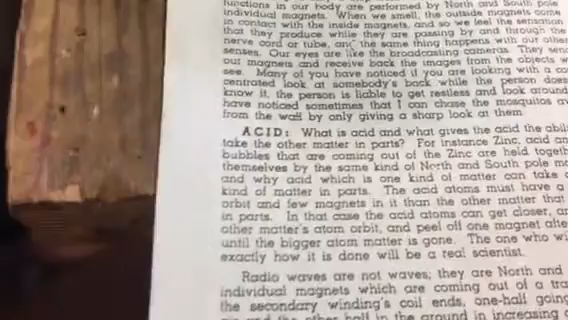 functions in our body are performed by North and South pole
individual magnets. When we smell, the outside magnets come
in contact with the inside magnets, and so we feel the sensation
that they produce while they are passing by and through the
nerve cord or tube, and the same thing happens with our other
senses. Our eyes are like the broadcasting cameras. They send
out magnets and receive back the images from the objects w
see. Many of you have noticed if you are looking with a co
centrated look at somebody's back while the person does
know it, the person is liable to get restless and look around
have noticed sometimes that I can chase the mosquitos aw
from the wall by only giving a sharp look at them
ACID: What is acid and what gives the acid the abil
take the other matter in parts? For instance Zinc, acid an
bubbles that are coming out of the Zinc are held togeth
themselves by the same kind of North and South pole m
and why acid which is one kind of matter can take
kind of matter in parts. The acid atoms must have a
orbit and few magnets in it than the other matter that
in parts. In that case the acid atoms can get closer, a
other matter's atom orbit, and peel off one magnet afte
until the bigger atom matter is gone. The one who wi
exactly how it is done will be a real scientist.
Radio waves are not waves; they are North and
individual magnets which are coming out of a tra
the secondary winding's coil ends, one-half going
and the other half in the ground in increasing